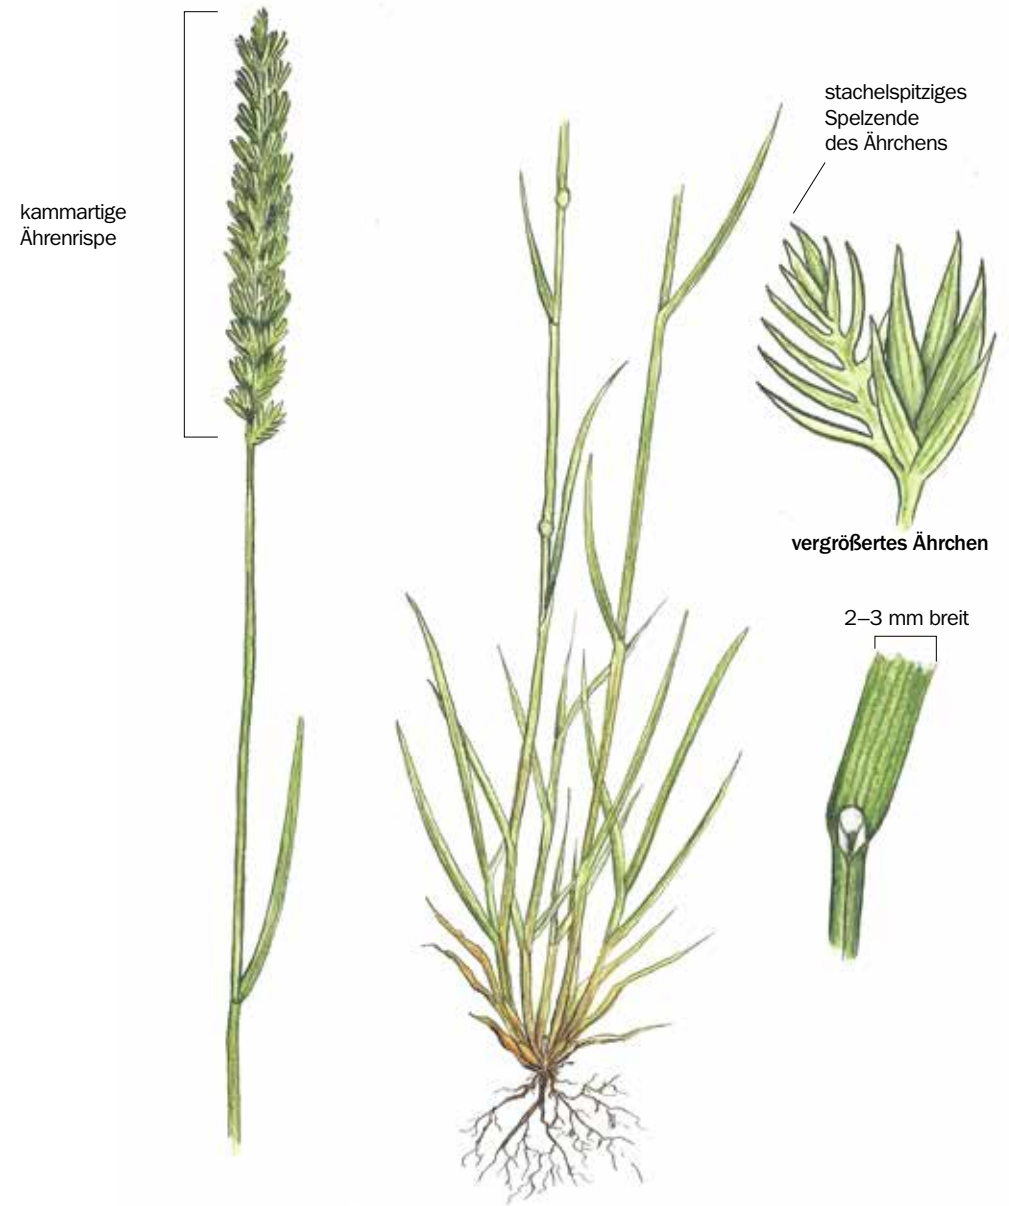 kammartige
Ährenrispe
stachelspitziges
Spelzende
des Ährchens
vergrößertes Ährchen
2–3 mm breit